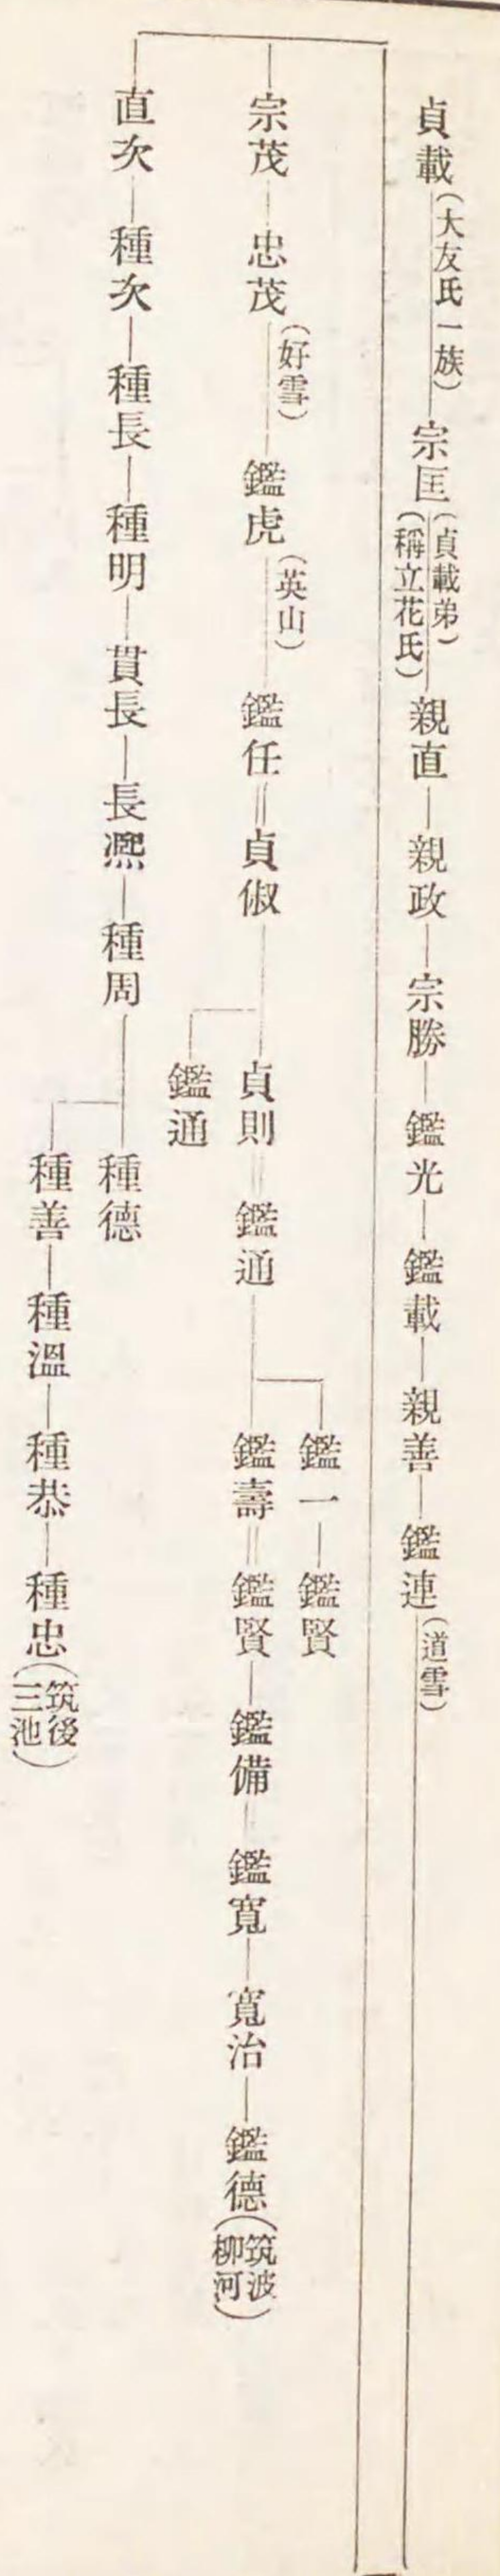 貞載(大友氏一族)宗匡(貞載弟)(稱立花氏)親直 親政 宗勝 鑑光 鑑載 親善 鑑連(道雪)
宗茂 忠茂(好雪)鑑虎(英山)鑑任 貞俶
貞則 鑑通
鑑通
鑑一 鑑賢
鑑壽 鑑賢 鑑備 鑑寬 寬治 鑑德(筑波柳河)
直次 種次 種長 種明 貫長 長凞 種周
種德
種善 種溫 種恭 種忠(筑後三池)